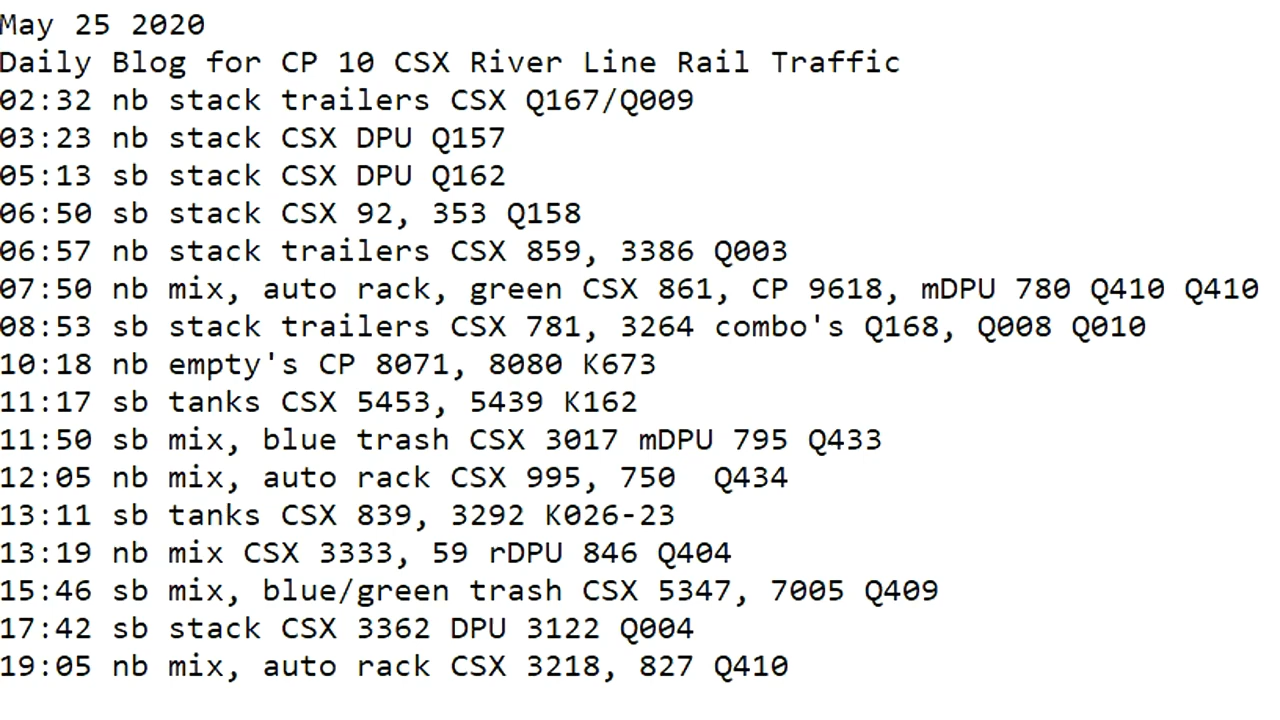 May 25 2020
Daily Blog for CP 10 CSX River Line Rail Traffic
02:32 nb stack trailers CSX Q167/Q009
03:23 nb stack CSX DPU Q157
05:13 sb stack CSX DPU Q162
06:50 sb stack CSX 92, 353 Q158
06:57 nb stack trailers CSX 859, 3386 Q003
07:50 nb mix, auto rack, green CSX 861, CP 9618, mDPU 780 Q410 Q410
08:53 sb stack trailers CSX 781, 3264 combo's Q168, Q008 Q010
10:18 nb empty's CP 8071, 8080 K673
11:17 sb tanks CSX 5453, 5439 K162
11:50 sb mix, blue trash CSX 3017 mDPU 795 Q433
12:05 nb mix, auto rack CSX 995, 750  Q434
13:11 sb tanks CSX 839, 3292 K026-23
13:19 nb mix CSX 3333, 59 rDPU 846 Q404
15:46 sb mix, blue/green trash CSX 5347, 7005 Q409
17:42 sb stack CSX 3362 DPU 3122 Q004
19:05 nb mix, auto rack CSX 3218, 827 Q410